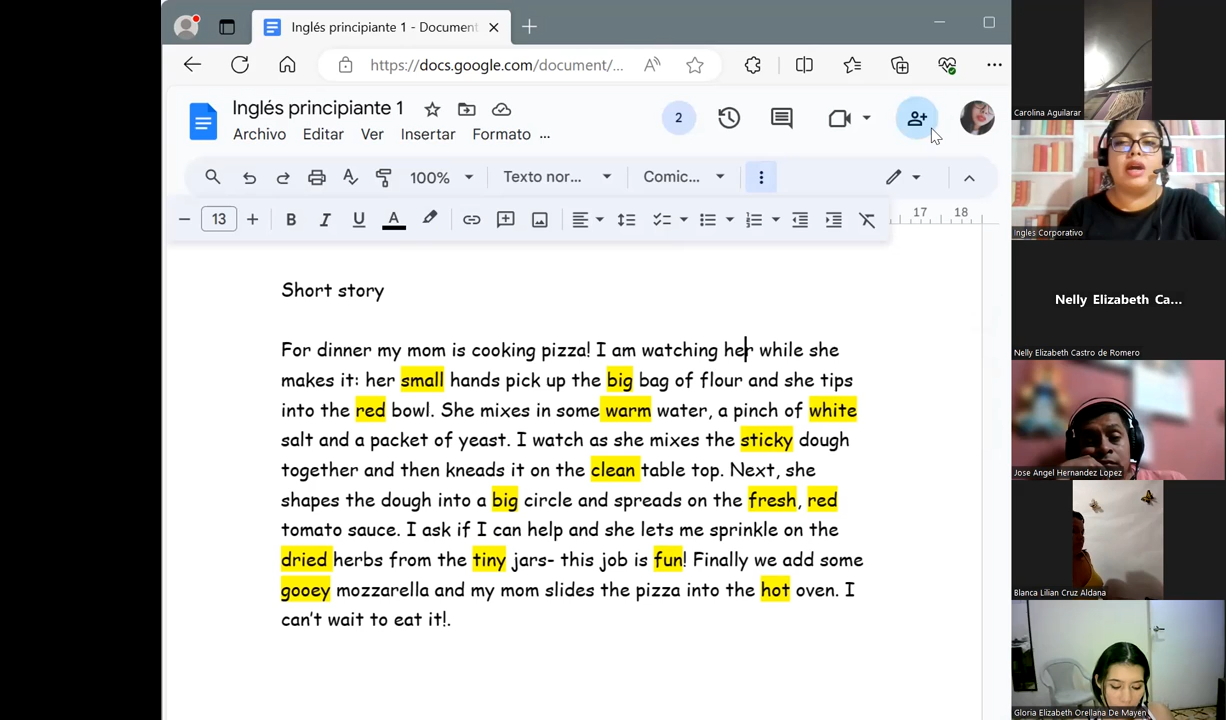 Inglés principiante 1 - Document
https://docs.google.com/document/...
Inglés principiante 1
Archivo Editar Ver Insertar Formato ...
2
100% Texto nor... Comic...
13
17 18
Short story
For dinner my mom is cooking pizza! I am watching her while she
makes it: her small hands pick up the big bag of flour and she tips
into the red bowl. She mixes in some warm water, a pinch of white
salt and a packet of yeast. I watch as she mixes the sticky dough
together and then kneads it on the clean table top. Next, she
shapes the dough into a big circle and spreads on the fresh, red
tomato sauce. I ask if I can help and she lets me sprinkle on the
dried herbs from the tiny jars- this job is fun! Finally we add some
gooey mozzarella and my mom slides the pizza into the hot oven. I
can't wait to eat it!.
Carolina Aguilarar
Ingles Corporativo
Nelly Elizabeth Ca...
Nelly Elizabeth Castro de Romero
Jose Angel Hernandez Lopez
Blanca Lilian Cruz Aldana
Gloria Elizabeth Orellana De Mayen